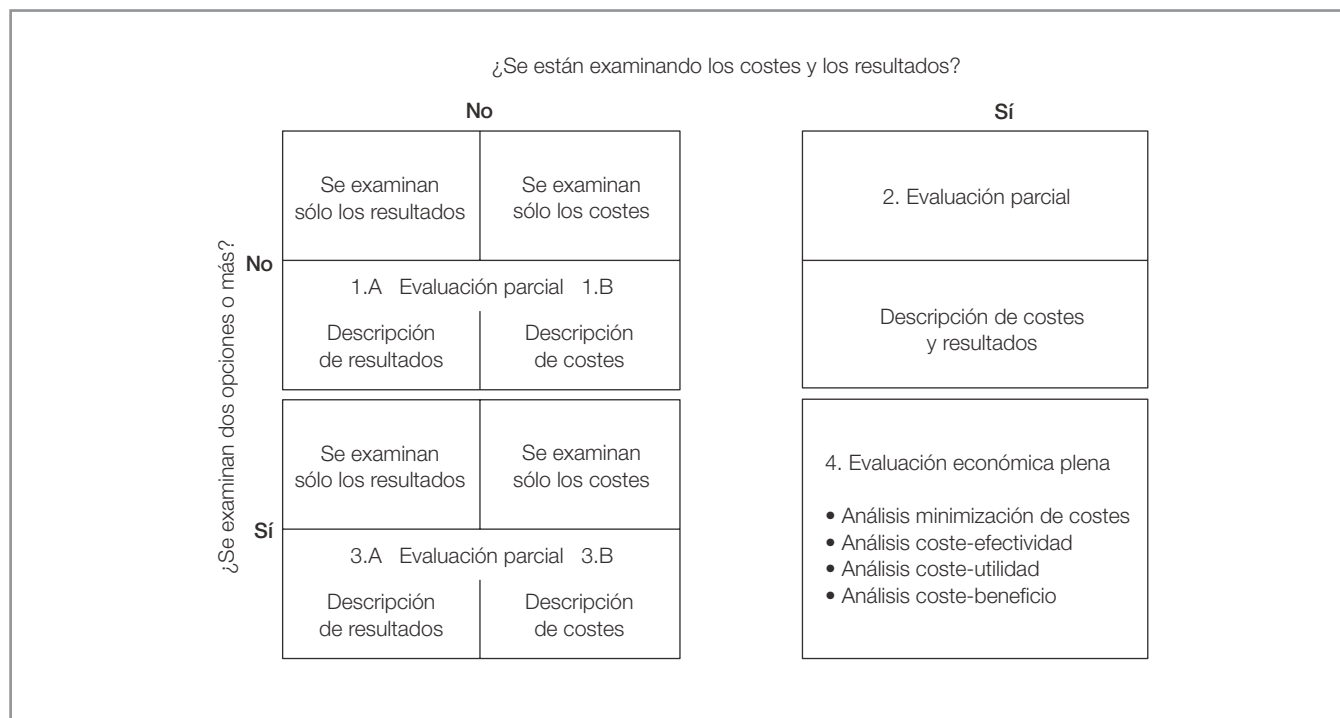 ¿Se están examinando los costes y los resultados?
No
Sí
¿Se examinan dos opciones o más?
No
Se examinan
sólo los resultados
Se examinan
sólo los costes
1.A Evaluación parcial 1.B
Descripción
de resultados
Descripción
de costes
2. Evaluación parcial
Descripción de costes
y resultados
Sí
Se examinan
sólo los resultados
Se examinan
sólo los costes
3.A Evaluación parcial 3.B
Descripción
de resultados
Descripción
de costes
4. Evaluación económica plena
• Análisis minimización de costes
• Análisis coste-efectividad
• Análisis coste-utilidad
• Análisis coste-beneficio